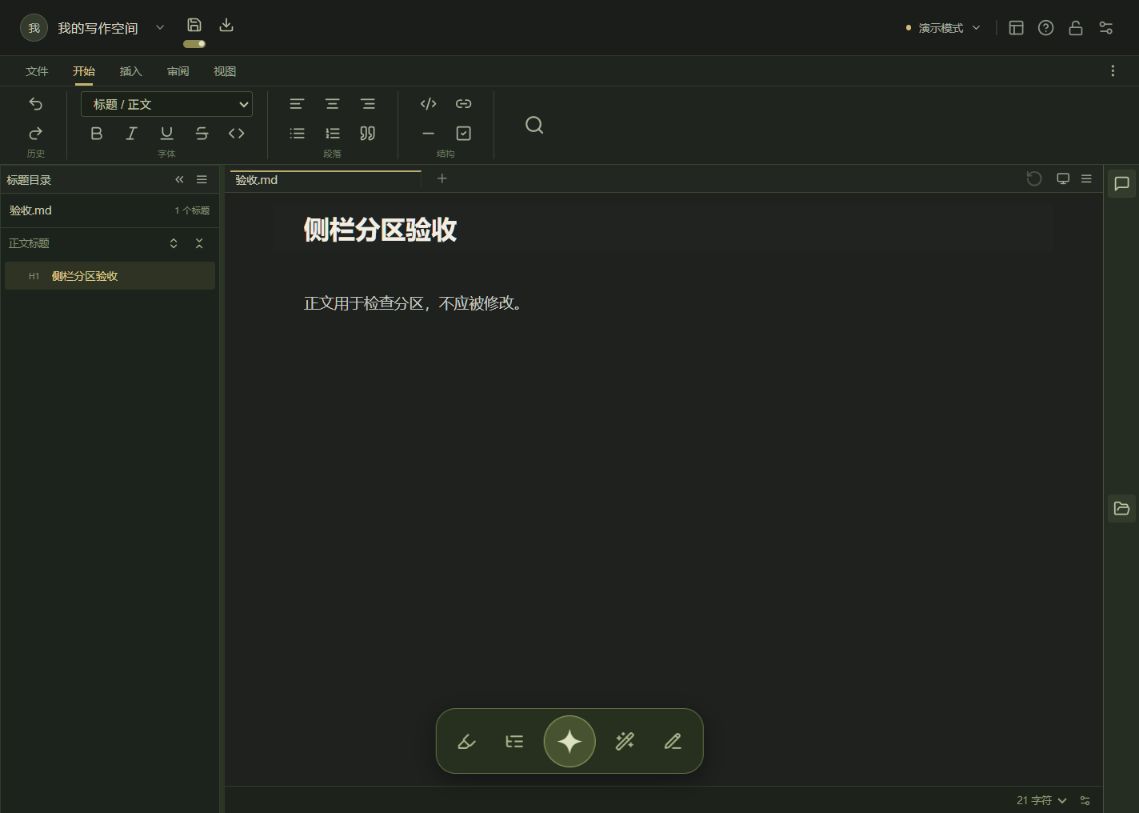 我 我的写作空间
演示模式
文件 开始 插入 审阅 视图
标题 / 正文
历史 字体 段落 结构
标题目录
验收.md
验收.md 1 个标题
正文标题
H1 侧栏分区验收
侧栏分区验收
正文用于检查分区，不应被修改。
21 字符